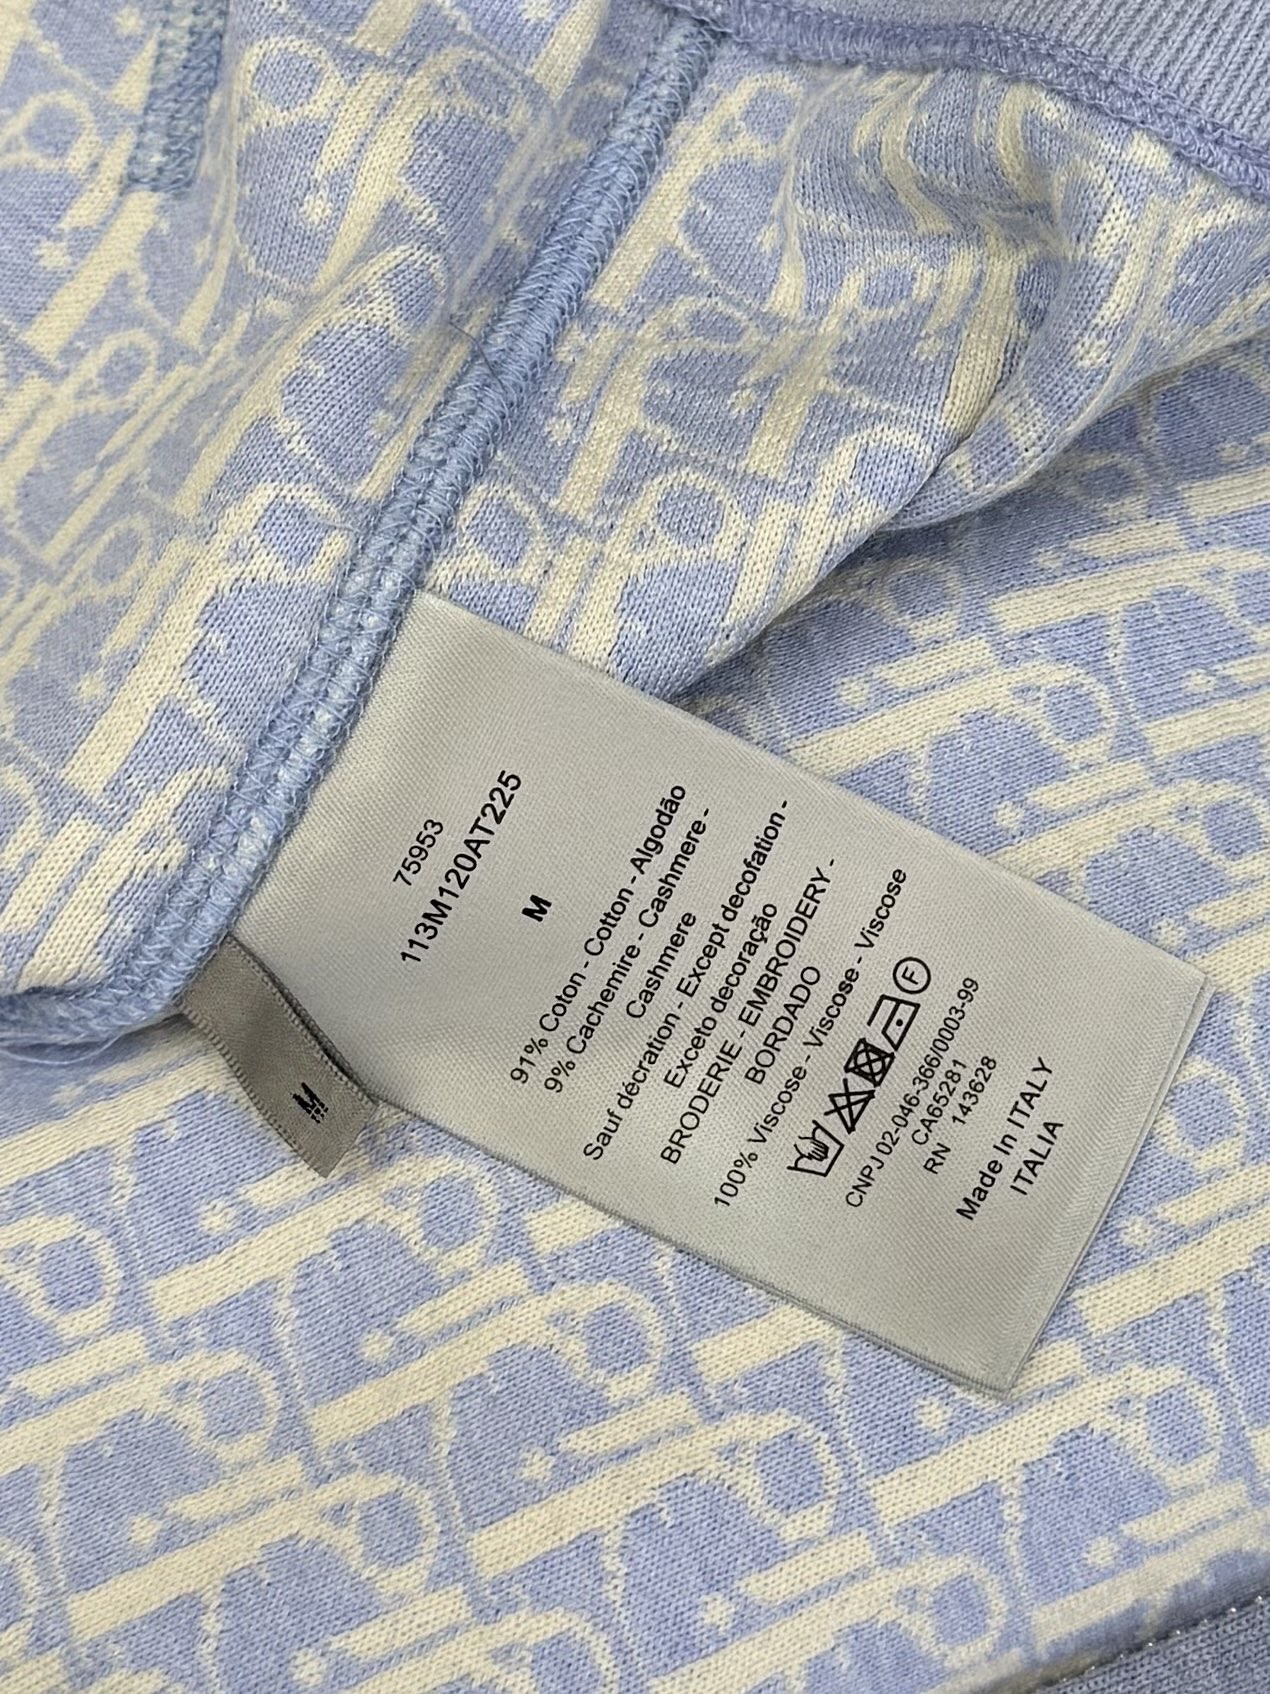 75953
113M120AT225
M
91% Coton - Cotton - Algodão
9% Cachemire - Cashmere -
Cashmere
Sauf décration - Except decofation -
Exceto decoração
BRODERIE - EMBROIDERY -
BORDADO
100% Viscose - Viscose - Viscose
F
CNPJ 02-046-366/0003-99
CA65281
RN 143628
Made In ITALY
ITALIA
M